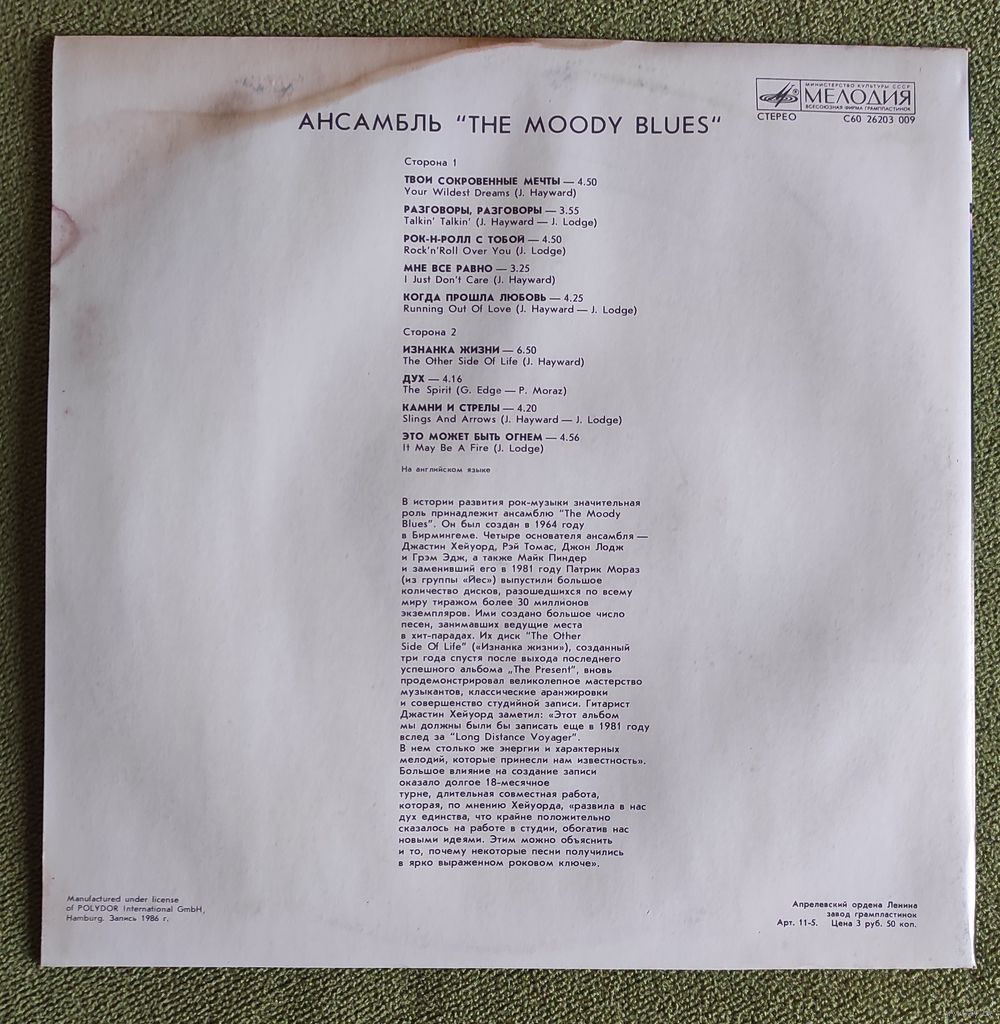 МИНИСТЕРСТВО КУЛЬТУРЫ СССР
МЕЛОДИЯ
ВСЕСОЮЗНАЯ ФИРМА ГРАМПЛАСТИНОК
СТЕРЕО С60 26203 009
АНСАМБЛЬ "THE MOODY BLUES"
Сторона 1
ТВОИ СОКРОВЕННЫЕ МЕЧТЫ — 4.50
Your Wildest Dreams (J. Hayward)
РАЗГОВОРЫ, РАЗГОВОРЫ — 3.55
Talkin' Talkin' (J. Hayward — J. Lodge)
РОК-Н-РОЛЛ С ТОБОЙ — 4.50
Rock'n'Roll Over You (J. Lodge)
МНЕ ВСЕ РАВНО — 3.25
I Just Don't Care (J. Hayward)
КОГДА ПРОШЛА ЛЮБОВЬ — 4.25
Running Out Of Love (J. Hayward — J. Lodge)
Сторона 2
ИЗНАНКА ЖИЗНИ — 6.50
The Other Side Of Life (J. Hayward)
ДУХ — 4.16
The Spirit (G. Edge — P. Moraz)
КАМНИ И СТРЕЛЫ — 4.20
Slings And Arrows (J. Hayward — J. Lodge)
ЭТО МОЖЕТ БЫТЬ ОГНЕМ — 4.56
It May Be A Fire (J. Lodge)
На английском языке
В истории развития рок-музыки значительная
роль принадлежит ансамблю "The Moody
Blues". Он был создан в 1964 году
в Бирмингеме. Четыре основателя ансамбля —
Джастин Хейуорд, Рэй Томас, Джон Лодж
и Грэм Эдж, а также Майк Пиндер
и заменивший его в 1981 году Патрик Мораз
(из группы «Йес») выпустили большое
количество дисков, разошедшихся по всему
миру тиражом более 30 миллионов
экземпляров. Ими создано большое число
песен, занимавших ведущие места
в хит-парадах. Их диск "The Other
Side Of Life" («Изнанка жизни»), созданный
три года спустя после выхода последнего
успешного альбома „The Present", вновь
продемонстрировал великолепное мастерство
музыкантов, классические аранжировки
и совершенство студийной записи. Гитарист
Джастин Хейуорд заметил: «Этот альбом
мы должны были бы записать еще в 1981 году
вслед за "Long Distance Voyager".
В нем столько же энергии и характерных
мелодий, которые принесли нам известность».
Большое влияние на создание записи
оказало долгое 18-месячное
турне, длительная совместная работа,
которая, по мнению Хейуорда, «развила в нас
дух единства, что крайне положительно
сказалось на работе в студии, обогатив нас
новыми идеями. Этим можно объяснить
и то, почему некоторые песни получились
в ярко выраженном роковом ключе».
Manufactured under license
of POLYDOR International GmbH,
Hamburg. Запись 1986 г.
Апрелевский ордена Ленина
завод грампластинок
Арт. 11-5. Цена 3 руб. 50 коп.